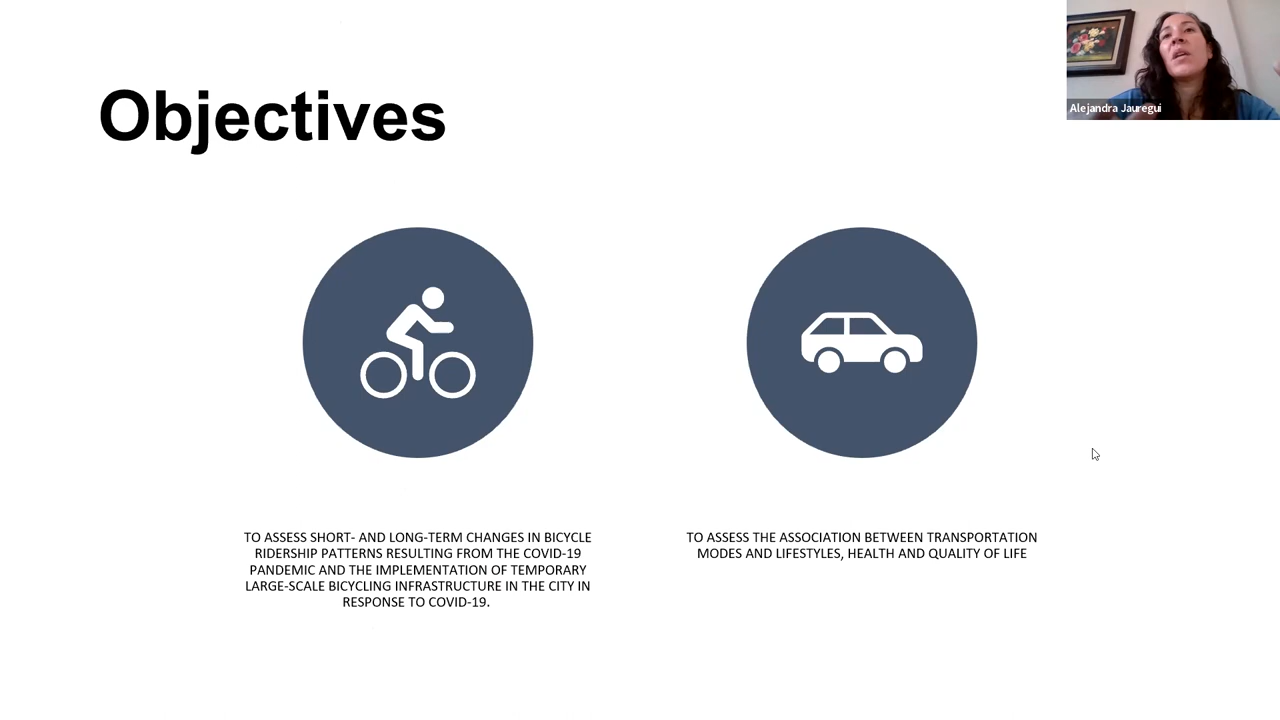 Objectives
Alejandra Jauregui
TO ASSESS SHORT- AND LONG-TERM CHANGES IN BICYCLE
RIDERSHIP PATTERNS RESULTING FROM THE COVID-19
PANDEMIC AND THE IMPLEMENTATION OF TEMPORARY
LARGE-SCALE BICYCLING INFRASTRUCTURE IN THE CITY IN
RESPONSE TO COVID-19.
TO ASSESS THE ASSOCIATION BETWEEN TRANSPORTATION
MODES AND LIFESTYLES, HEALTH AND QUALITY OF LIFE